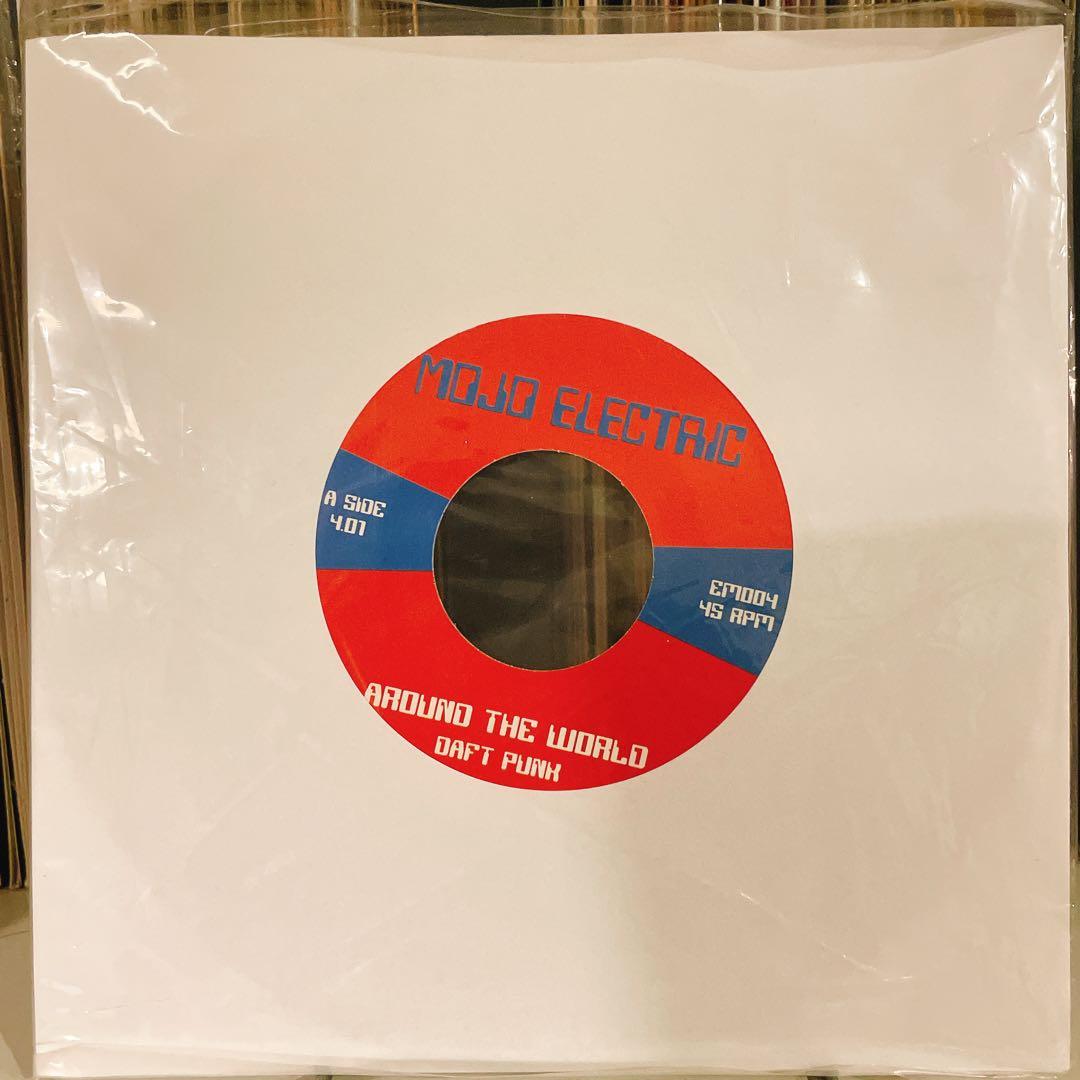 MOJO ELECTRIC
A SIDE
4.01
EM004
45 RPM
AROUND THE WORLD
DAFT PUNK